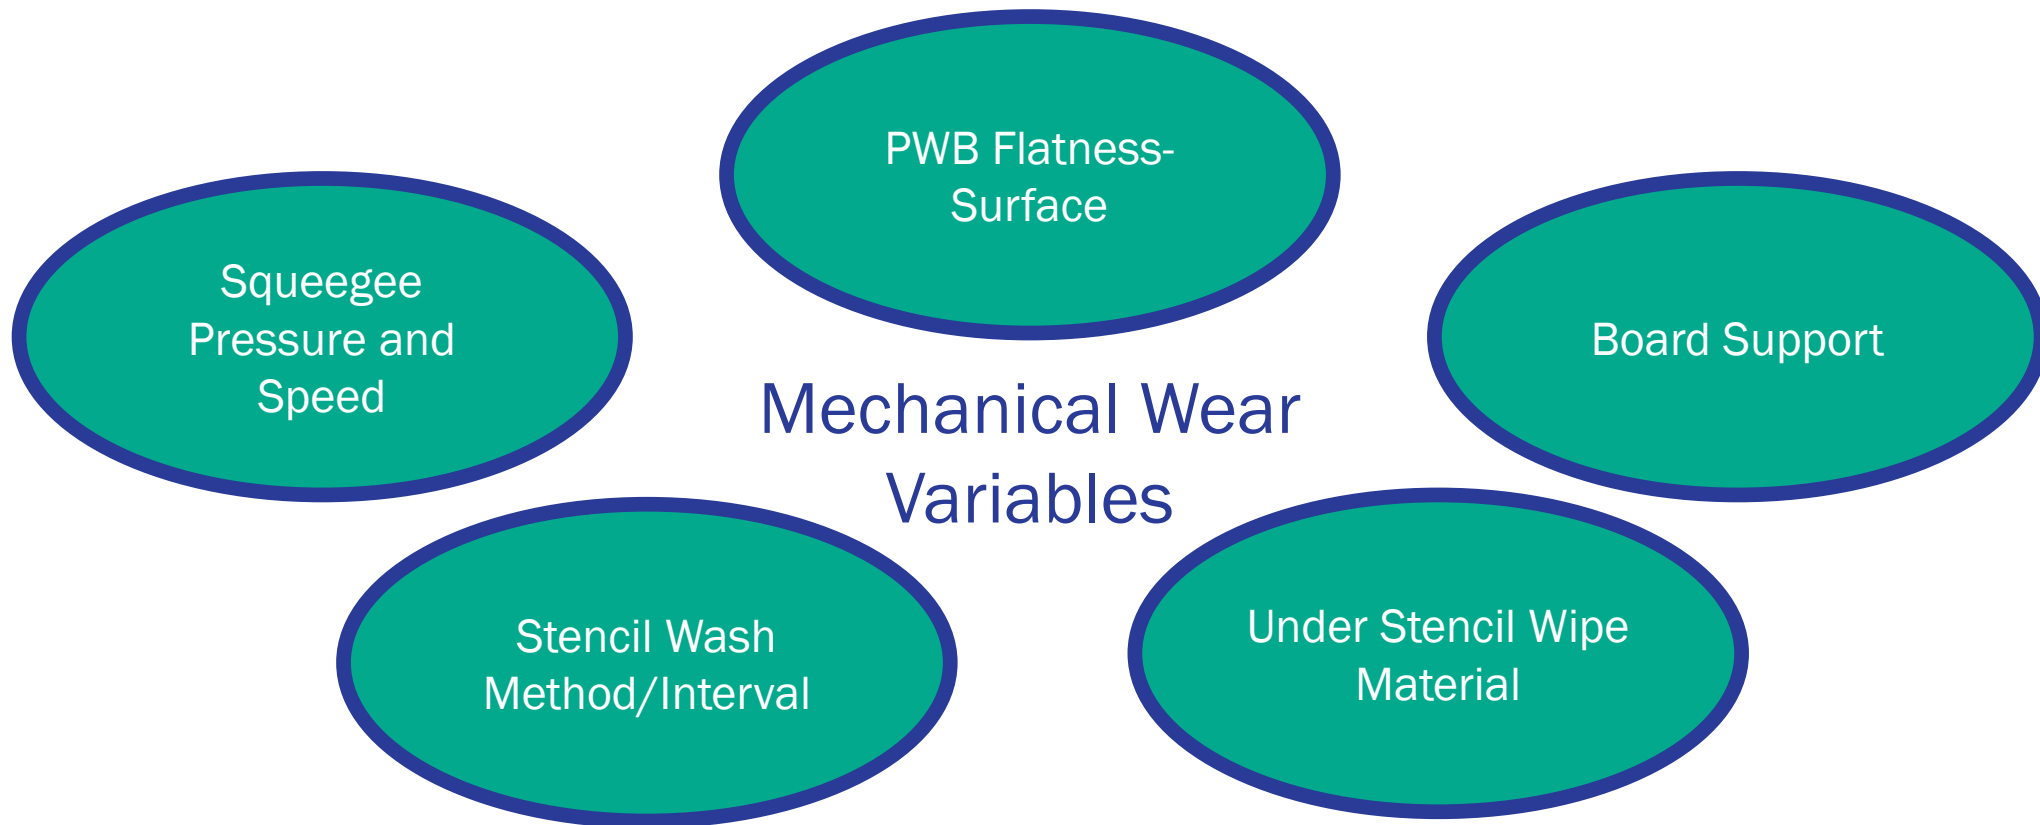 PWB Flatness-
Surface
Squeegee
Pressure and
Speed
Board Support
Mechanical Wear
Variables
Stencil Wash
Method/Interval
Under Stencil Wipe
Material